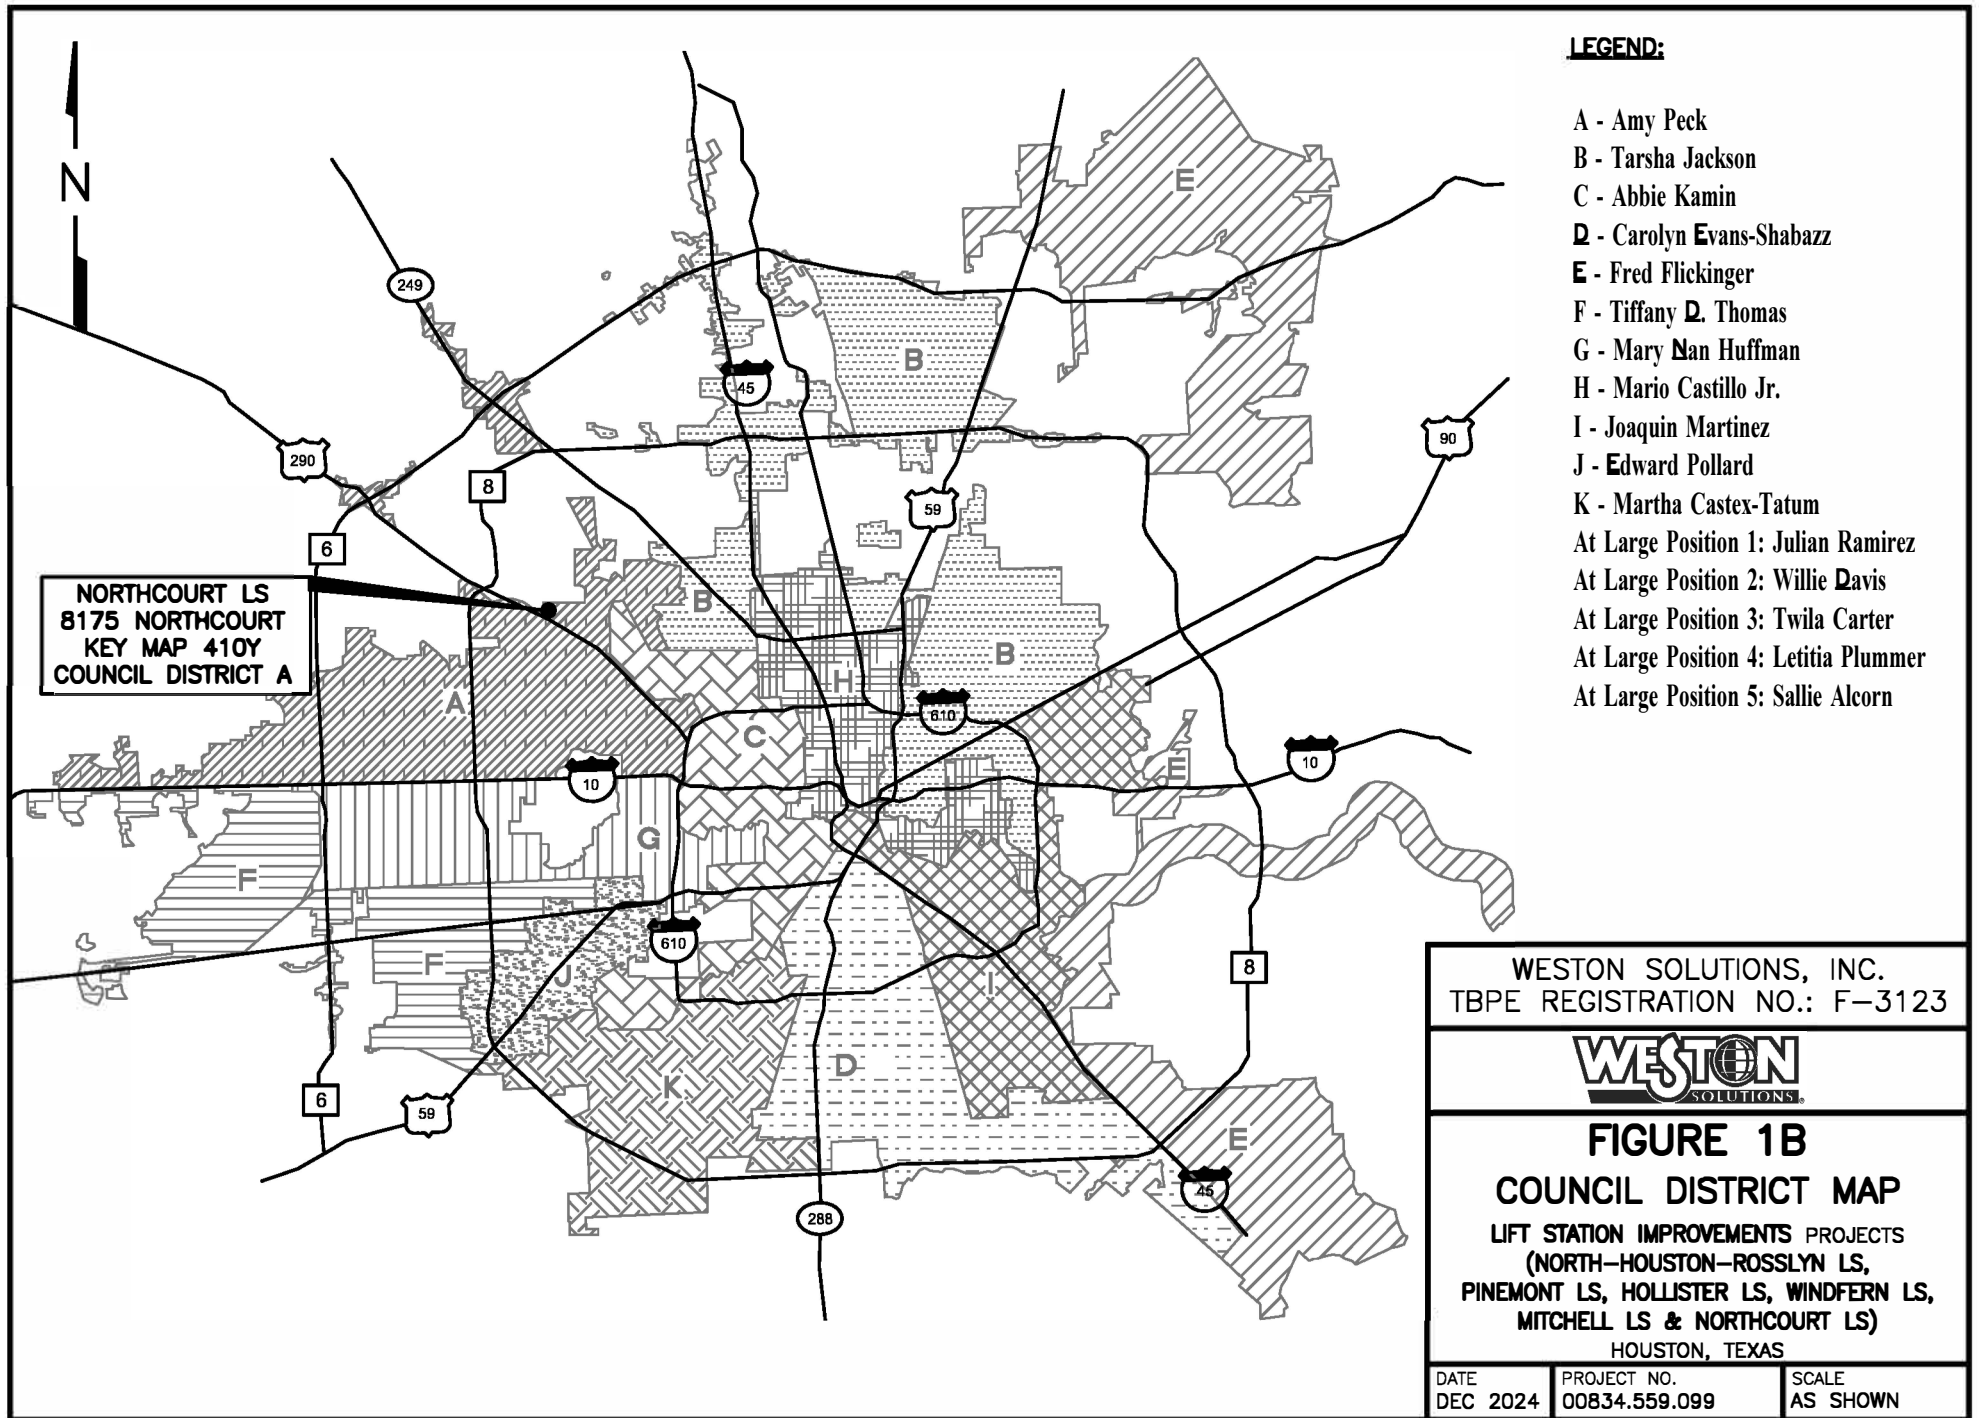 LEGEND:
A - Amy Peck
B - Tarsha Jackson
C - Abbie Kamin
D - Carolyn Evans-Shabazz
E - Fred Flickinger
F - Tiffany D. Thomas
G - Mary Nan Huffman
H - Mario Castillo Jr.
I - Joaquin Martinez
J - Edward Pollard
K - Martha Castex-Tatum
At Large Position 1: Julian Ramirez
At Large Position 2: Willie Davis
At Large Position 3: Twila Carter
At Large Position 4: Letitia Plummer
At Large Position 5: Sallie Alcorn
N
E
249
B
45
290
90
8
59
6
NORTHCOURT LS
8175 NORTHCOURT
KEY MAP 410Y
COUNCIL DISTRICT A
B
B
H
A
610
C
E
10
10
G
F
610
F
J
I
8
D
K
6
59
E
45
288
WESTON SOLUTIONS, INC.
TBPE REGISTRATION NO.: F-3123
WESTON
SOLUTIONS®
FIGURE 1B
COUNCIL DISTRICT MAP
LIFT STATION IMPROVEMENTS PROJECTS
(NORTH-HOUSTON-ROSSLYN LS,
PINEMONT LS, HOLLISTER LS, WINDFERN LS,
MITCHELL LS & NORTHCOURT LS)
HOUSTON, TEXAS
DATE
DEC 2024
PROJECT NO.
00834.559.099
SCALE
AS SHOWN